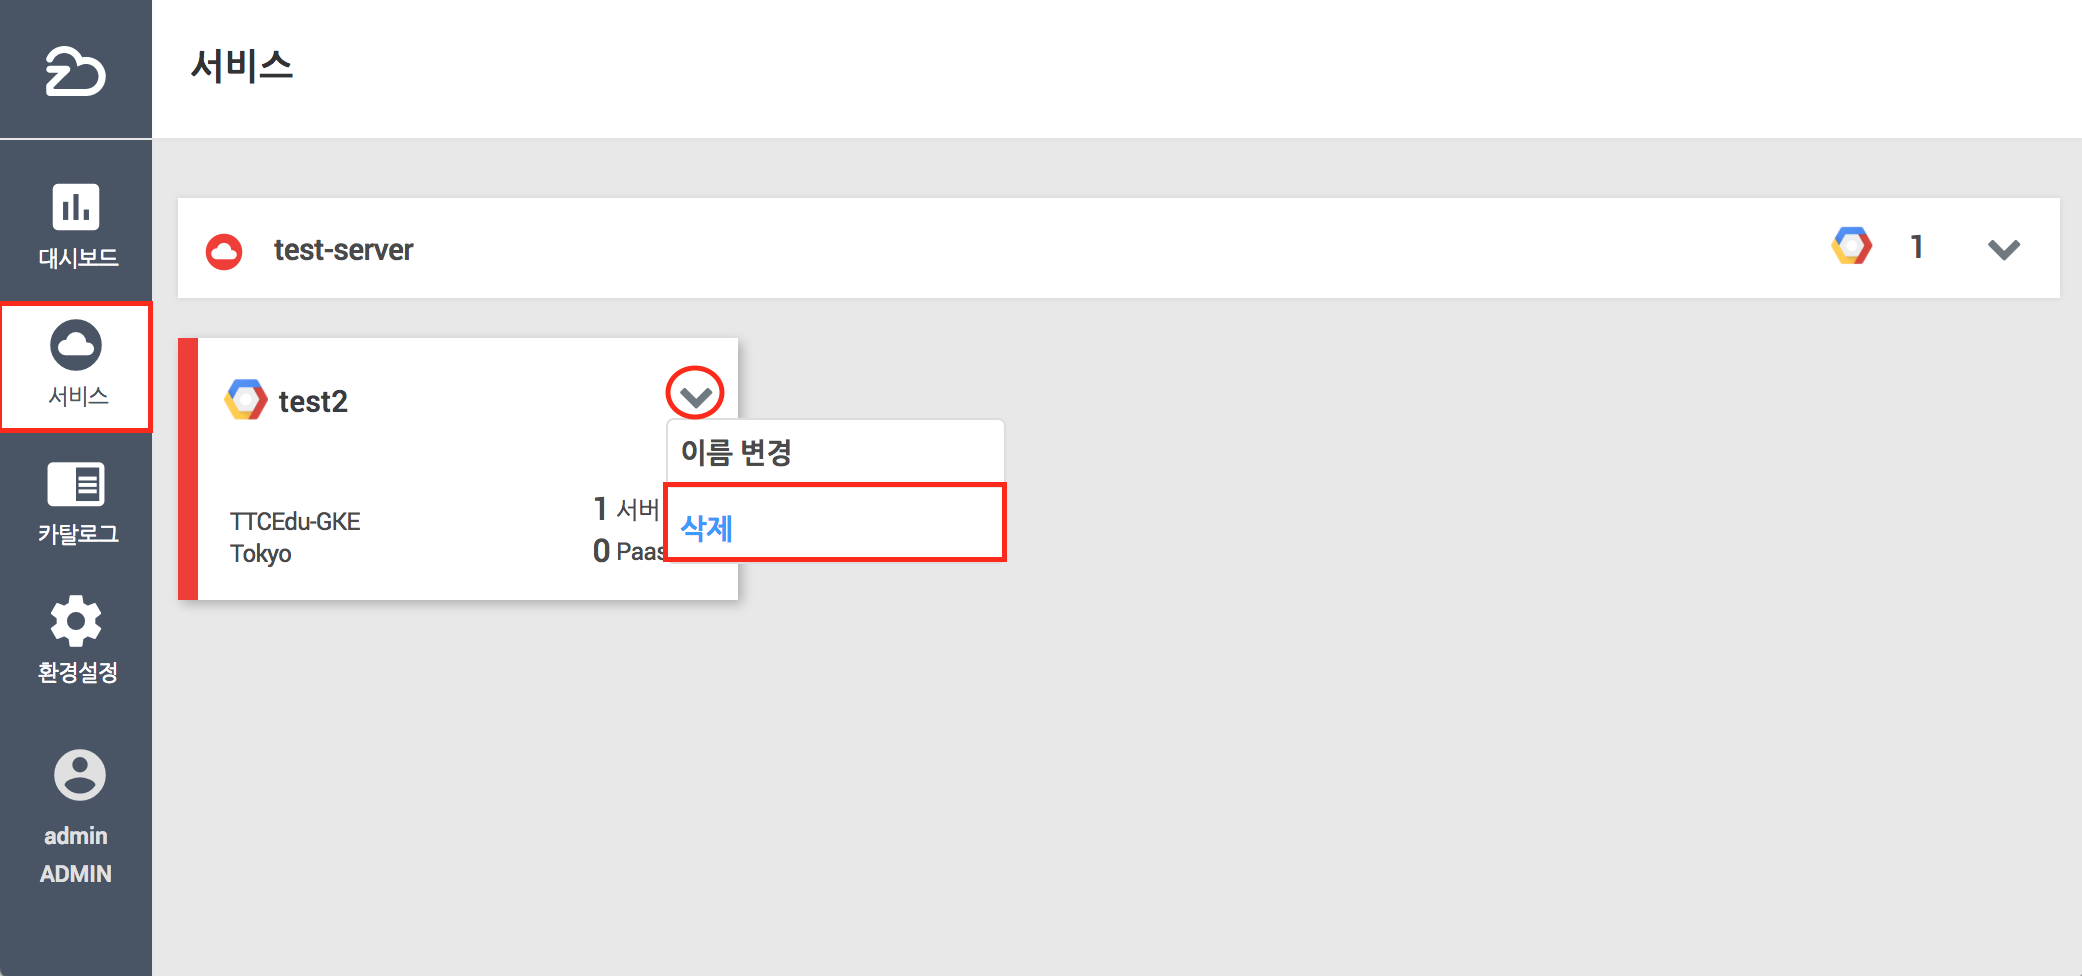 서비스
대시보드
서비스
카탈로그
환경설정
admin
ADMIN
test-server
1
test2
이름 변경
삭제
TTCEdu-GKE
Tokyo
1 서버
0 Paas